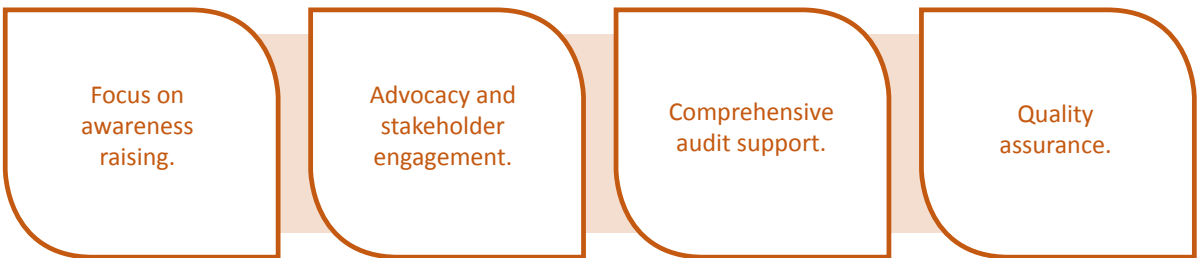 Focus on
awareness
raising.
Advocacy and
stakeholder
engagement.
Comprehensive
audit support.
Quality
assurance.